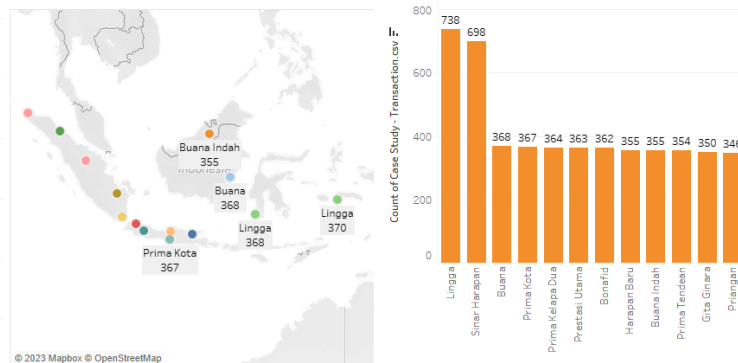 Buana Indah
355
Indonesia
Buana
368
Lingga
368
Lingga
370
Prima Kota
367
© 2023 Mapbox © OpenStreetMap
Count of Case Study - Transaction.csv
800
600
400
200
0
738
698
368
367
364
363
362
355
355
354
350
346
Lingga
Sinar Harapan
Buana
Prima Kota
Prima Kelapa Dua
Prestasi Utama
Bonafid
Harapan Baru
Buana Indah
Prima Tendean
Gita Ginara
Priangan